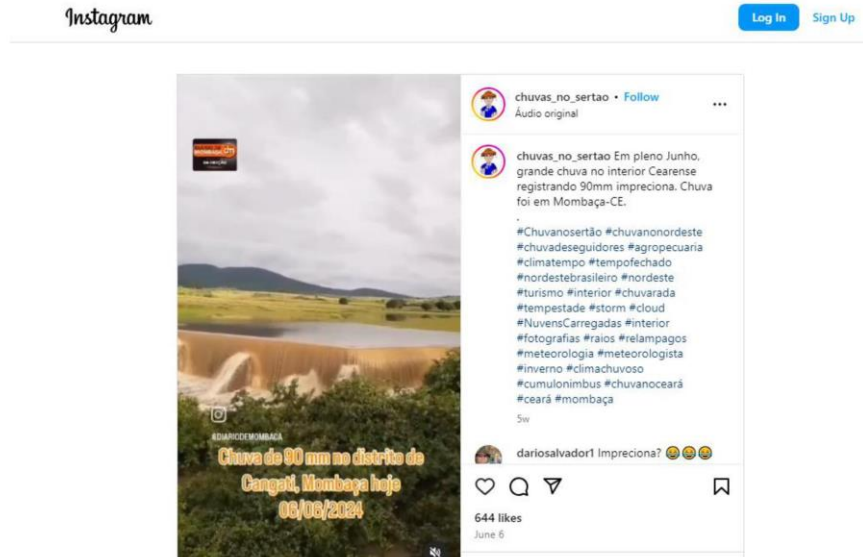 Instagram
Log In
Sign Up
chuvas_no_sertao • Follow
Áudio original
chuvas_no_sertao Em pleno Junho,
grande chuva no interior Cearense
registrando 90mm impreciona. Chuva
foi em Mombaça-CE.
.
#Chuvanosertão #chuvanonordeste
#chuvadeseguidores #agropecuaria
#climatempo #tempofechado
#nordestebrasileiro #nordeste
#turismo #interior #chuvarada
#tempestade #storm #cloud
#NuvensCarregadas #interior
#fotografias #raios #relampagos
#meteorologia #meteorologista
#inverno #climachuvoso
#cumulonimbus #chuvanoceará
#ceará #mombaça
5w
dariosalvador1 Impreciona? 😂😂😂
644 likes
June 6
MOMBAÇA
@DIARIODEMOMBACA
Chuva de 90 mm no distrito de
Cangati, Mombaça hoje
06/06/2024